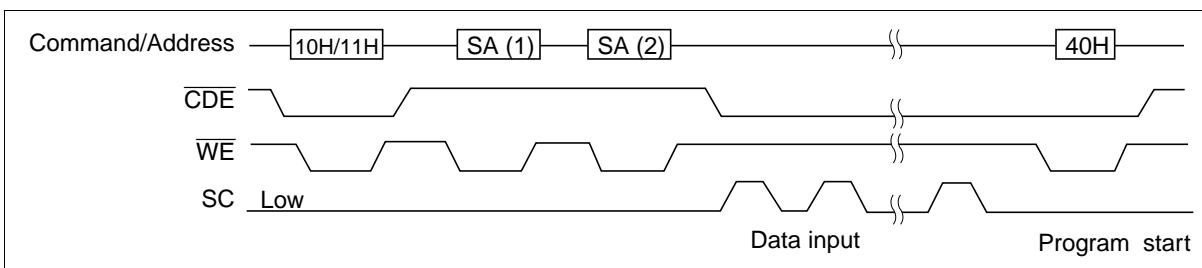 Command/Address 10H/11H SA (1) SA (2) 40H
CDE
WE
SC Low
Data input Program start